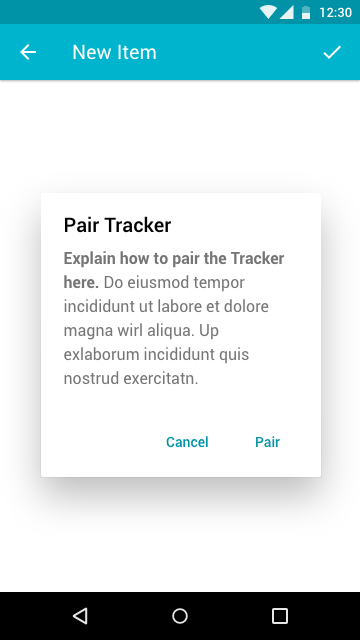 12:30
New Item
Pair Tracker
Explain how to pair the Tracker
here. Do eiusmod tempor
incididunt ut labore et dolore
magna wirl aliqua. Up
exlaborum incididunt quis
nostrud exercitatn.
Cancel Pair